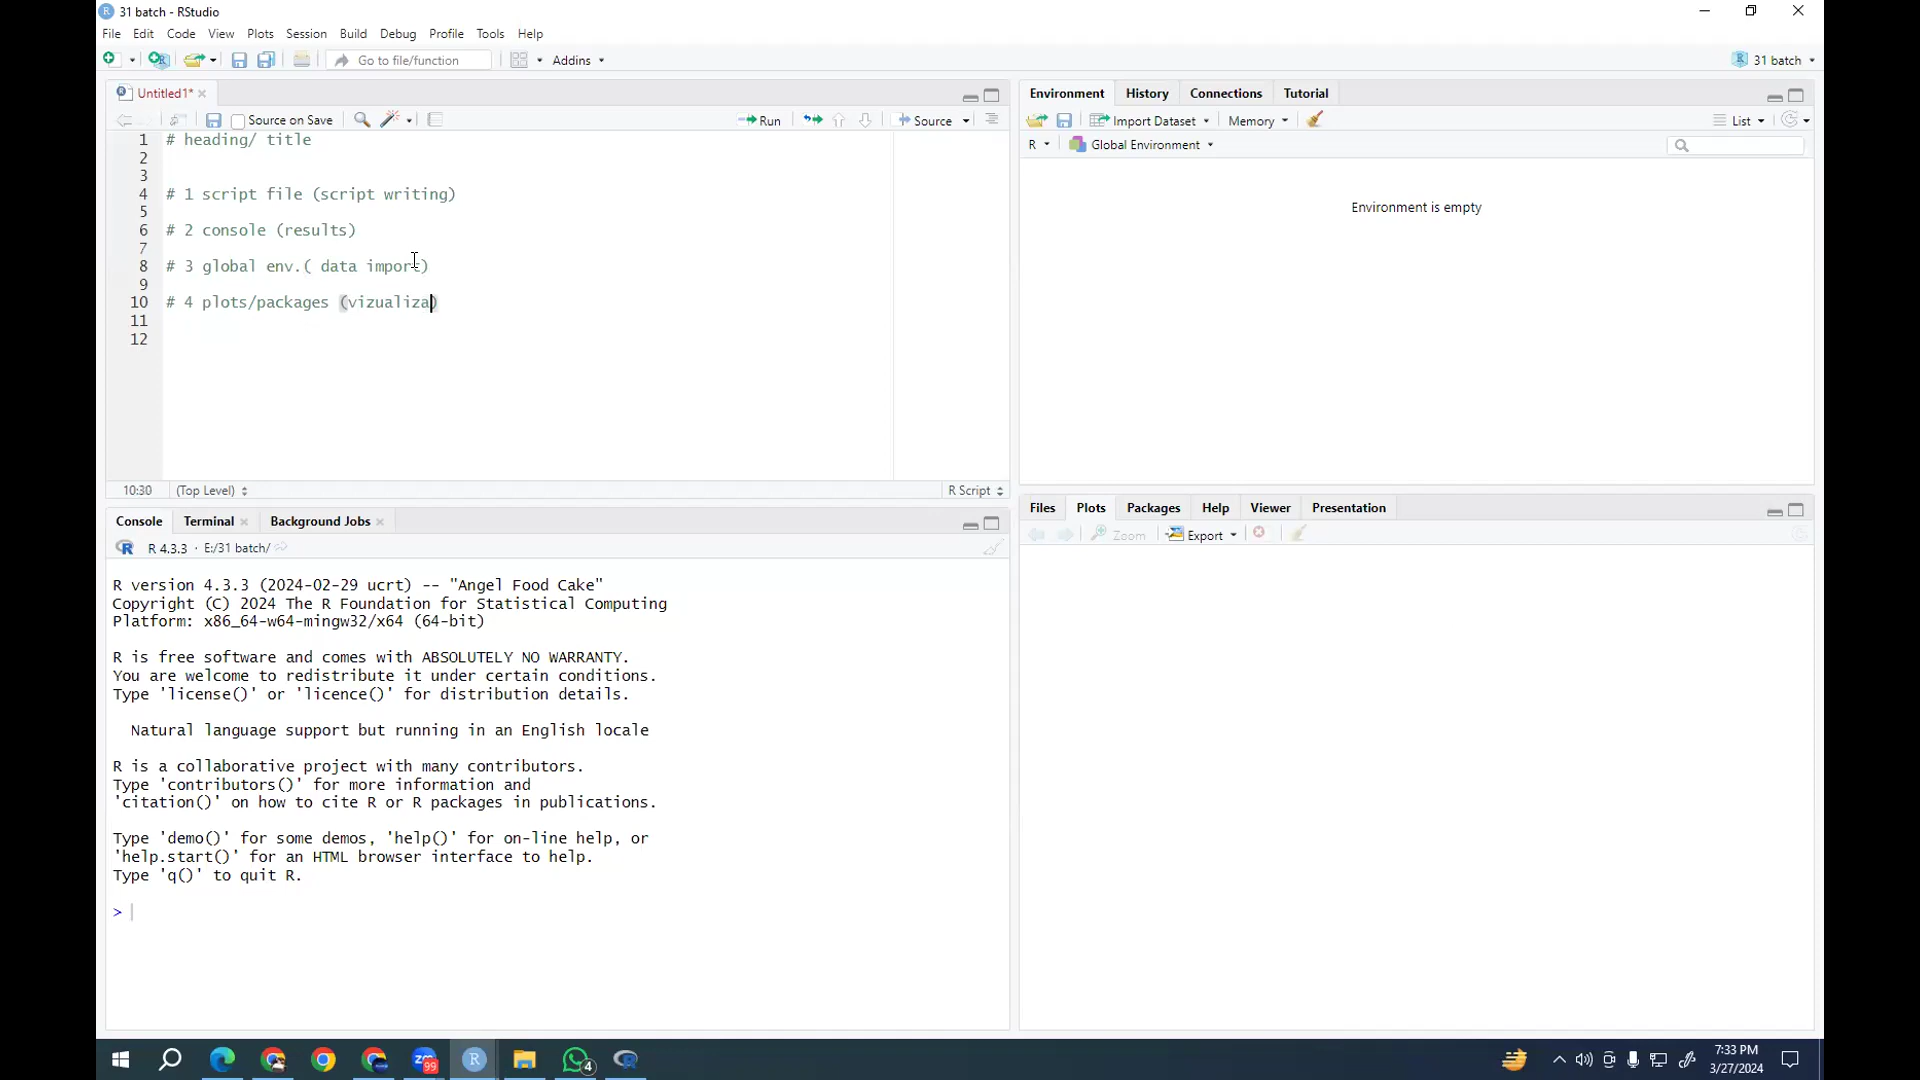 31 batch - RStudio
File Edit Code View Plots Session Build Debug Profile Tools Help
Go to file/function Addins 31 batch
Untitled1*
Source on Save Run Source
1 # heading/ title
2
3
4 # 1 script file (script writing)
5
6 # 2 console (results)
7
8 # 3 global env.( data import)
9
10 # 4 plots/packages (vizualiza)
11
12
10:30 (Top Level) R Script
Console Terminal Background Jobs
R 4.3.3 · E:/31 batch/
R version 4.3.3 (2024-02-29 ucrt) -- "Angel Food Cake"
Copyright (C) 2024 The R Foundation for Statistical Computing
Platform: x86_64-w64-mingw32/x64 (64-bit)
R is free software and comes with ABSOLUTELY NO WARRANTY.
You are welcome to redistribute it under certain conditions.
Type 'license()' or 'licence()' for distribution details.
Natural language support but running in an English locale
R is a collaborative project with many contributors.
Type 'contributors()' for more information and
'citation()' on how to cite R or R packages in publications.
Type 'demo()' for some demos, 'help()' for on-line help, or
'help.start()' for an HTML browser interface to help.
Type 'q()' to quit R.
>
Environment History Connections Tutorial
Import Dataset Memory List
R Global Environment
Environment is empty
Files Plots Packages Help Viewer Presentation
Zoom Export
99 4
7:33 PM
3/27/2024